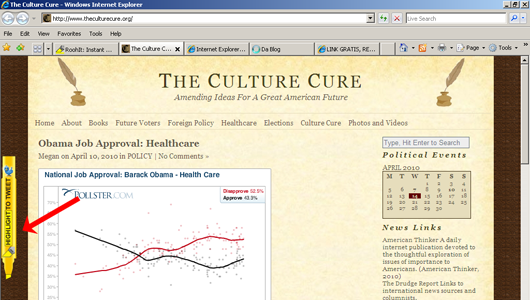 The Culture Cure - Windows Internet Explorer
http://www.theculturecure.org/
Live Search
File Edit View Favorites Tools Help
RoohIt: Instant ...
The Culture C...
Internet Explorer...
Da Blog
LINK GRATIS, RE...
Page
Tools
THE CULTURE CURE
Amending Ideas For A Great American Future
Home About Books Future Voters Foreign Policy Healthcare Elections Culture Cure Photos and Videos
Obama Job Approval: Healthcare
Megan on April 10, 2010 in POLICY | No Comments »
National Job Approval: Barack Obama - Health Care
POLLSTER.COM
Disapprove 52.5%
Approve 43.3%
HIGHLIGHT TO TWEET
Type, Hit Enter to Search
Political Events
APRIL 2010
M T W T F S S
1 2 3 4
5 6 7 8 9 10 11
12 13 14 15 16 17 18
19 20 21 22 23 24 25
26 27 28 29 30
News Links
American Thinker A daily
internet publication devoted
to the thoughtful exploration
of issues of importance to
Americans. (American Thinker,
2010)
The Drudge Report Links to
international news sources and
columnists.